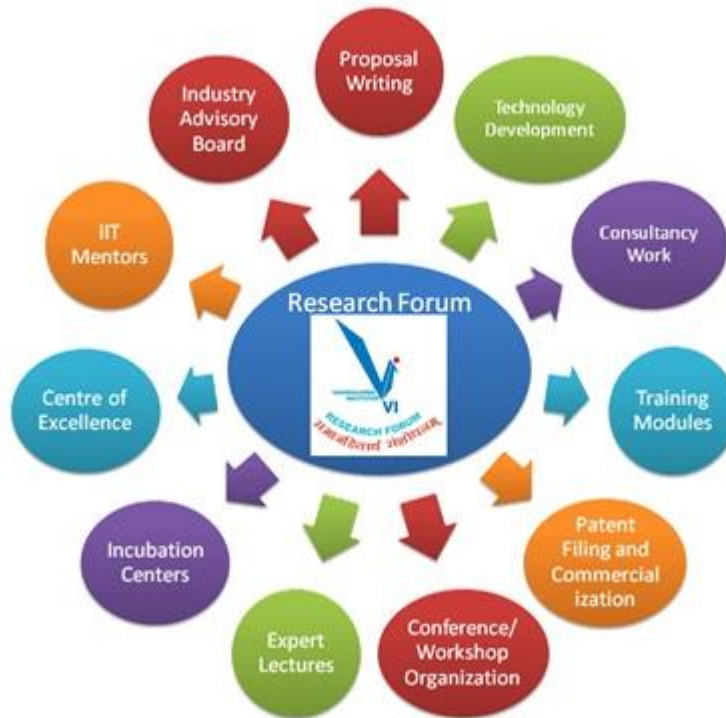 Proposal
Writing
Technology
Development
Consultancy
Work
Training
Modules
Patent
Filing and
Commercial
ization
Conference/
Workshop
Organization
Expert
Lectures
Incubation
Centers
Centre of
Excellence
IIT
Mentors
Industry
Advisory
Board
Research Forum
VI
RESEARCH FORUM